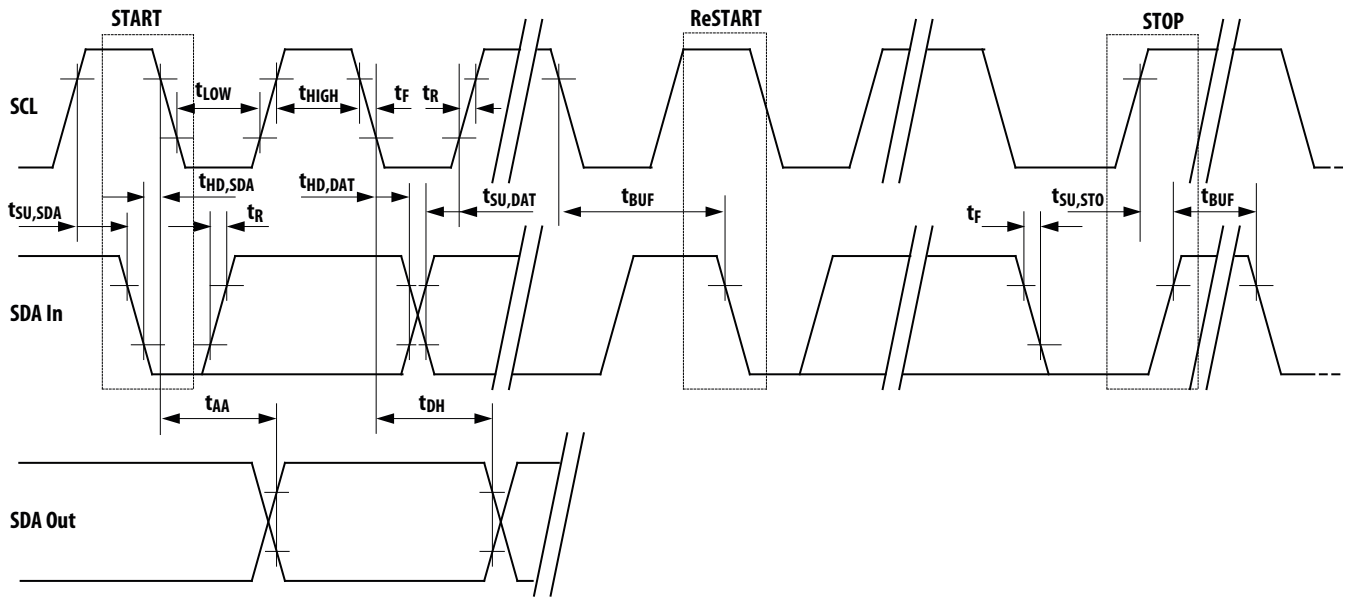 START
ReSTART
STOP
SCL
tLOW
tHIGH
tF
tR
tSU,SDA
tHD,SDA
tR
tHD,DAT
tSU,DAT
tBUF
tF
tSU,STO
tBUF
SDA In
tAA
tDH
SDA Out